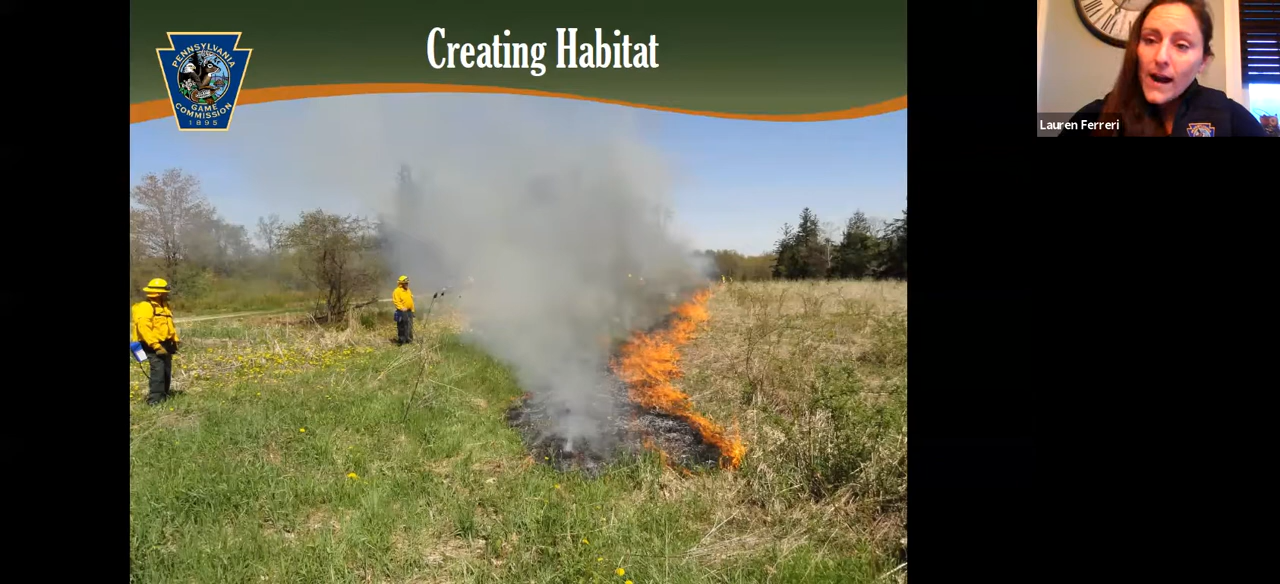 Creating Habitat
PENNSYLVANIA
GAME
COMMISSION
1895
Lauren Ferreri